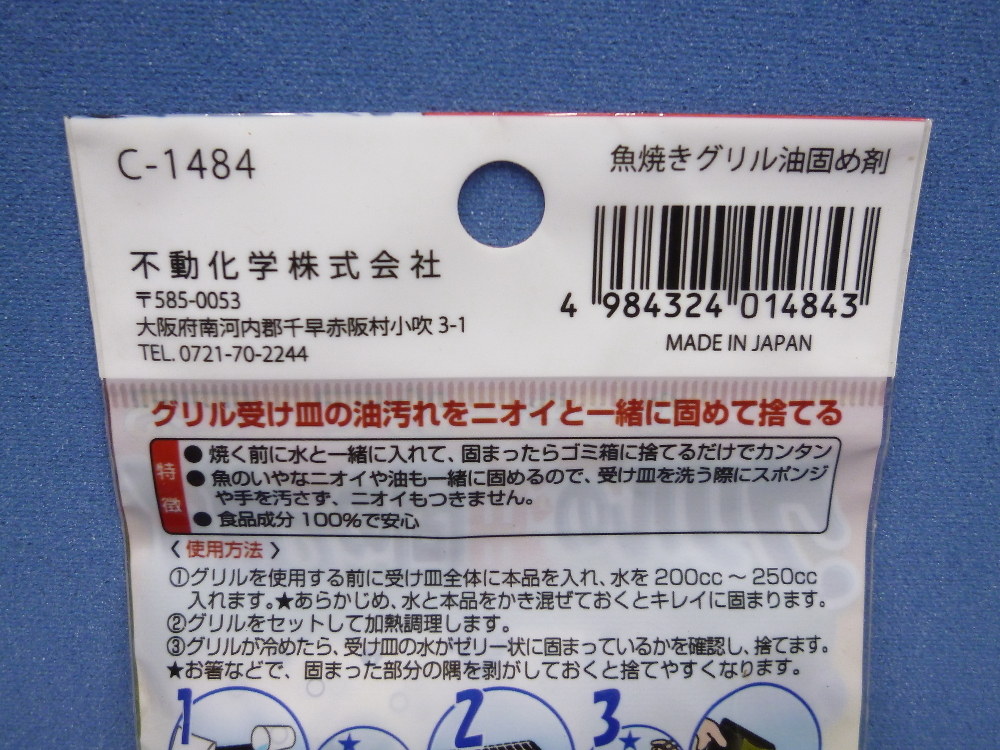 C-1484
魚焼きグリル油固め剤
不動化学株式会社
〒585-0053
大阪府南河内郡千早赤阪村小吹 3-1
TEL. 0721-70-2244
4 984324 014843
MADE IN JAPAN
グリル受け皿の油汚れをニオイと一緒に固めて捨てる
特徴
● 焼く前に水と一緒に入れて、固まったらゴミ箱に捨てるだけでカンタン
● 魚のいやなニオイや油も一緒に固めるので、受け皿を洗う際にスポンジ
や手を汚さず、ニオイもつきません。
● 食品成分 100%で安心
〈 使用方法 〉
①グリルを使用する前に受け皿全体に本品を入れ、水を 200cc ～ 250cc
入れます。★あらかじめ、水と本品をかき混ぜておくとキレイに固まります。
②グリルをセットして加熱調理します。
③グリルが冷めたら、受け皿の水がゼリー状に固まっているかを確認し、捨てます。
★お箸などで、固まった部分の隅を剥がしておくと捨てやすくなります。
1
2
3